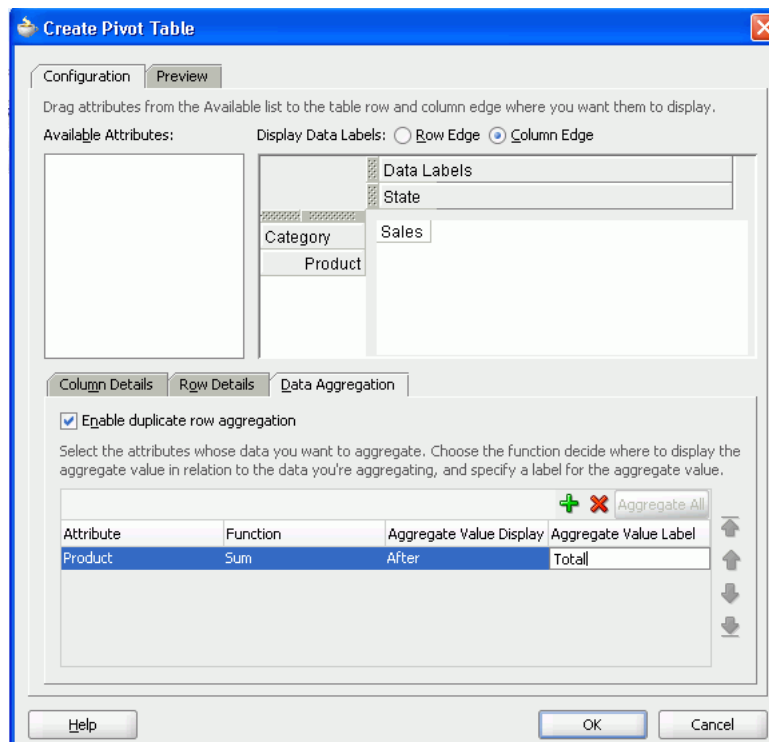 Create Pivot Table
Configuration Preview
Drag attributes from the Available list to the table row and column edge where you want them to display.
Available Attributes: Display Data Labels: Row Edge Column Edge
Data Labels
State
Category
Product
Sales
Column Details Row Details Data Aggregation
Enable duplicate row aggregation
Select the attributes whose data you want to aggregate. Choose the function decide where to display the
aggregate value in relation to the data you're aggregating, and specify a label for the aggregate value.
Aggregate All
Attribute Function Aggregate Value Display Aggregate Value Label
Product Sum After Total
Help OK Cancel